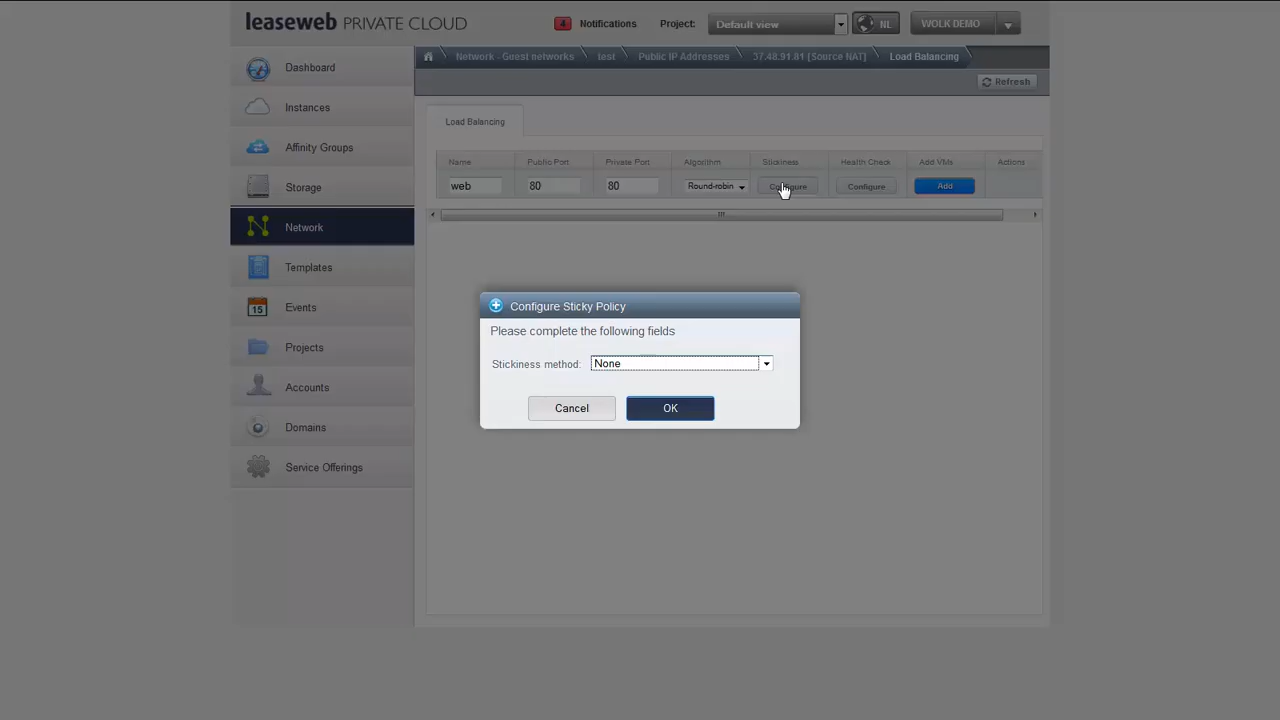 leaseweb PRIVATE CLOUD
4 Notifications Project: Default view NL WOLK DEMO
Network - Guest networks test Public IP Addresses 37.48.91.81 [Source NAT] Load Balancing
Refresh
Dashboard
Instances
Affinity Groups
Storage
Network
Templates
15 Events
Projects
Accounts
Domains
Service Offerings
Load Balancing
Name Public Port Private Port Algorithm Stickiness Health Check Add VMs Actions
web 80 80 Round-robin Configure Configure Add
Configure Sticky Policy
Please complete the following fields
Stickiness method: None
Cancel OK